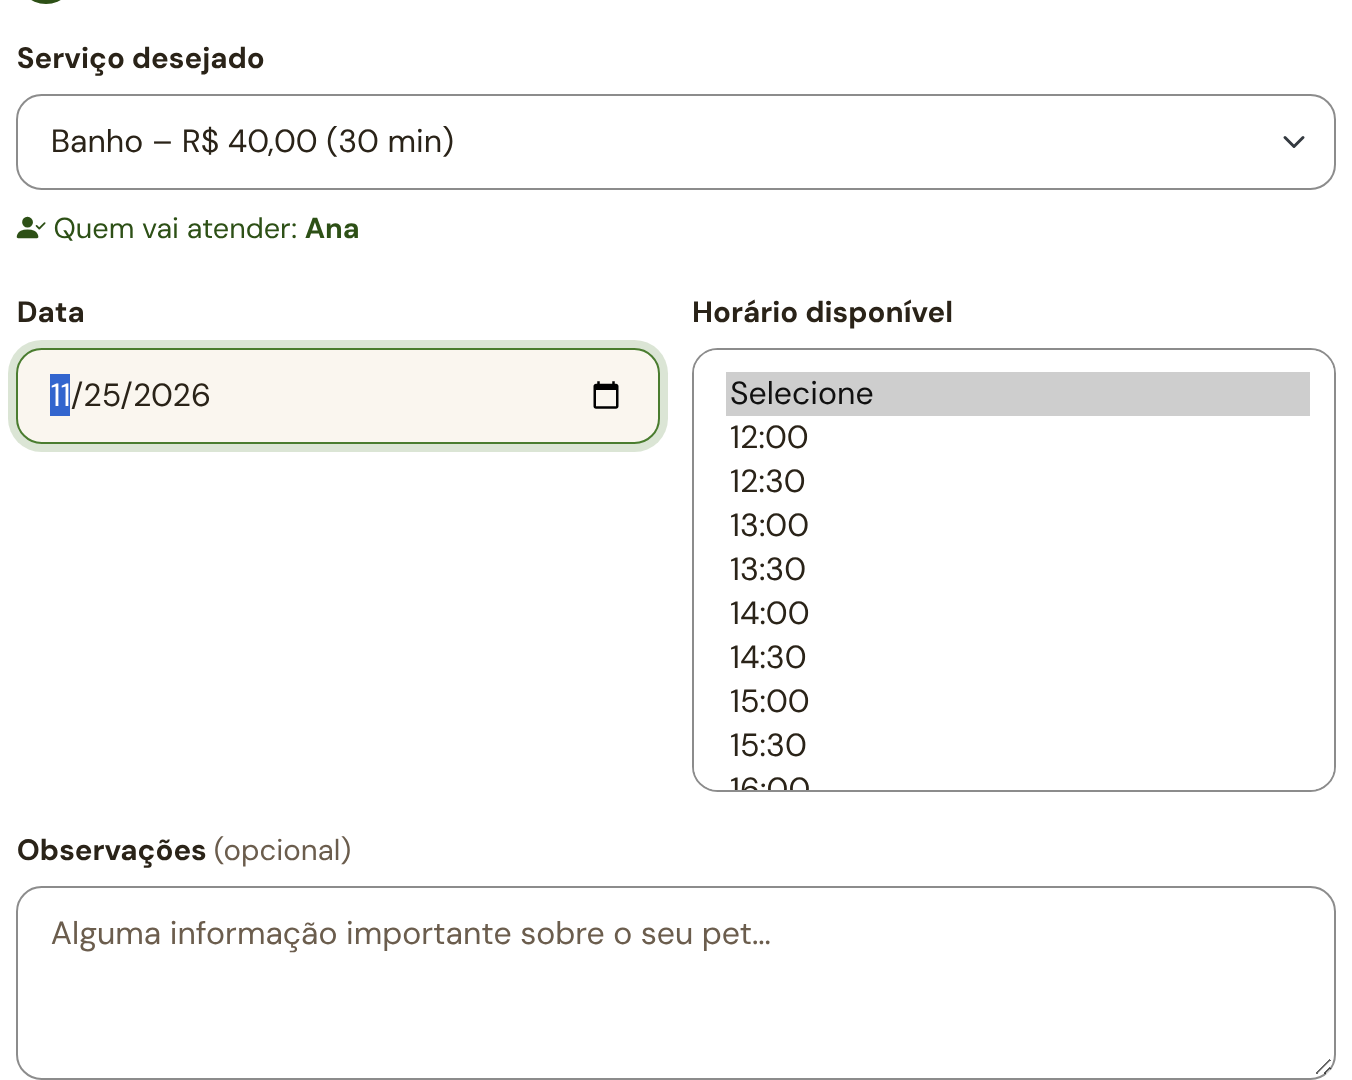 Serviço desejado
Banho – R$ 40,00 (30 min)
Quem vai atender: Ana
Data
11/25/2026
Horário disponível
Selecione
12:00
12:30
13:00
13:30
14:00
14:30
15:00
15:30
16:00
Observações (opcional)
Alguma informação importante sobre o seu pet...